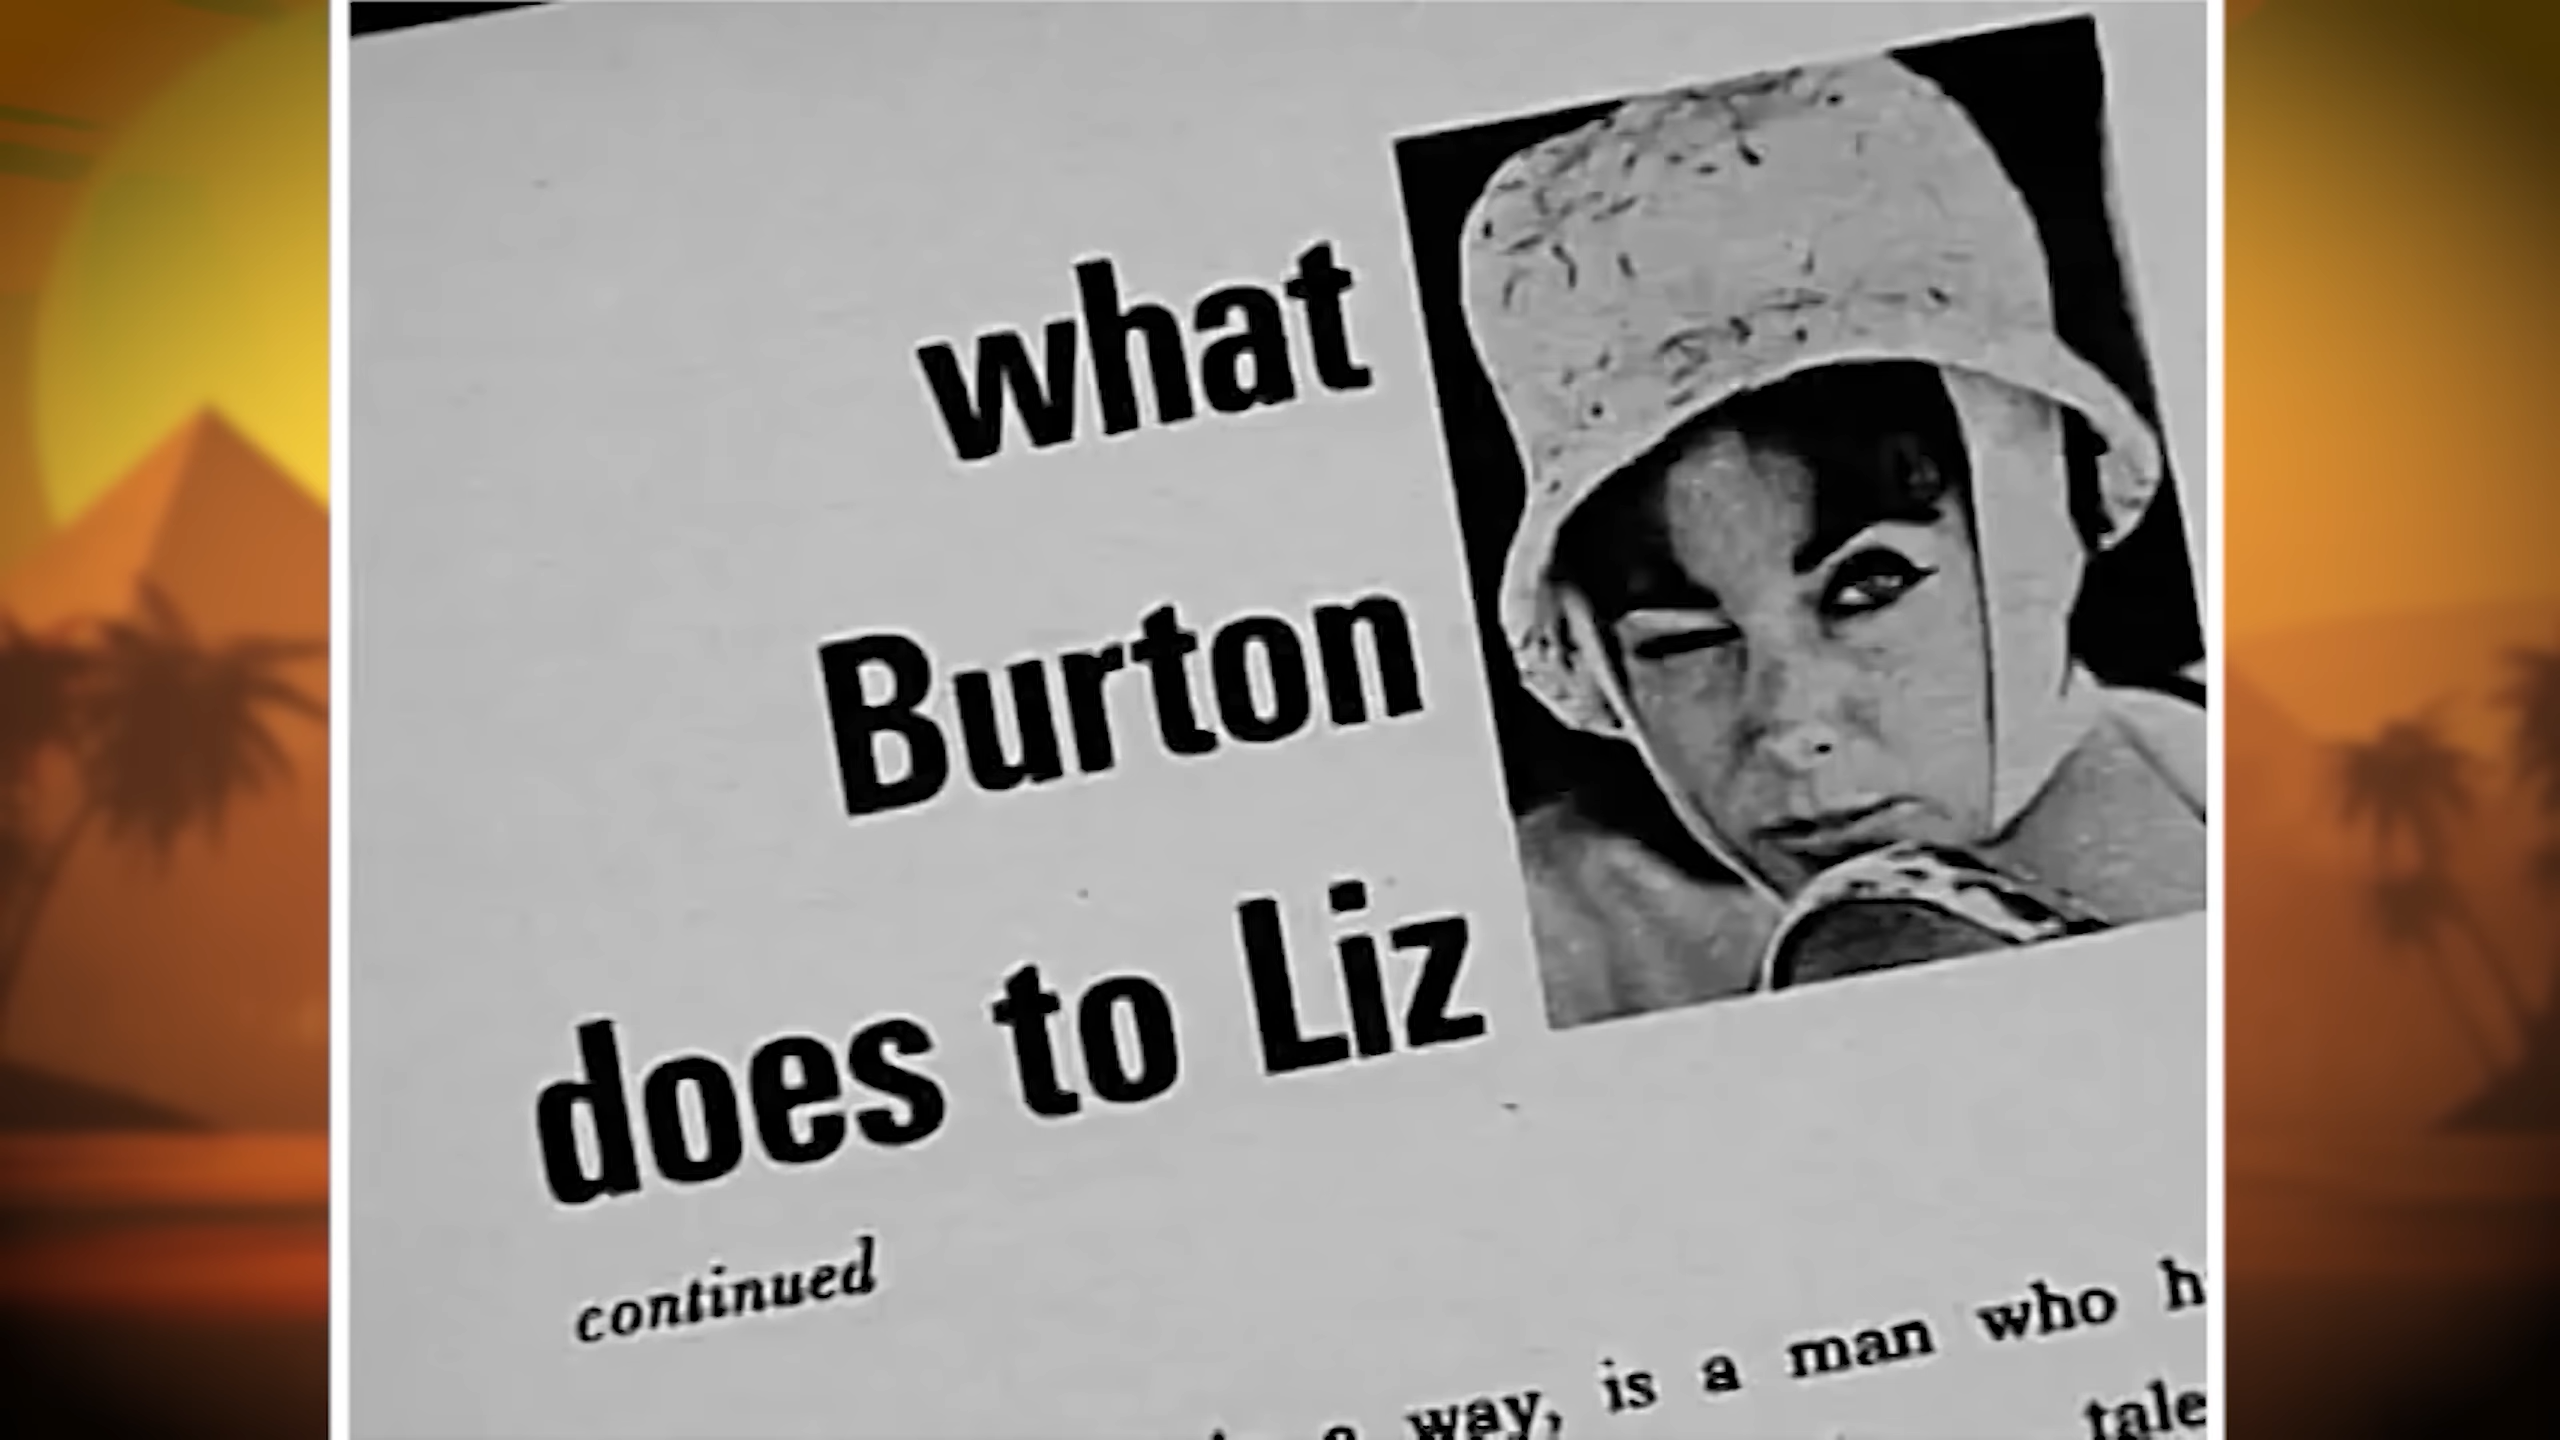 what
Burton
does to Liz
continued
way, is a man who